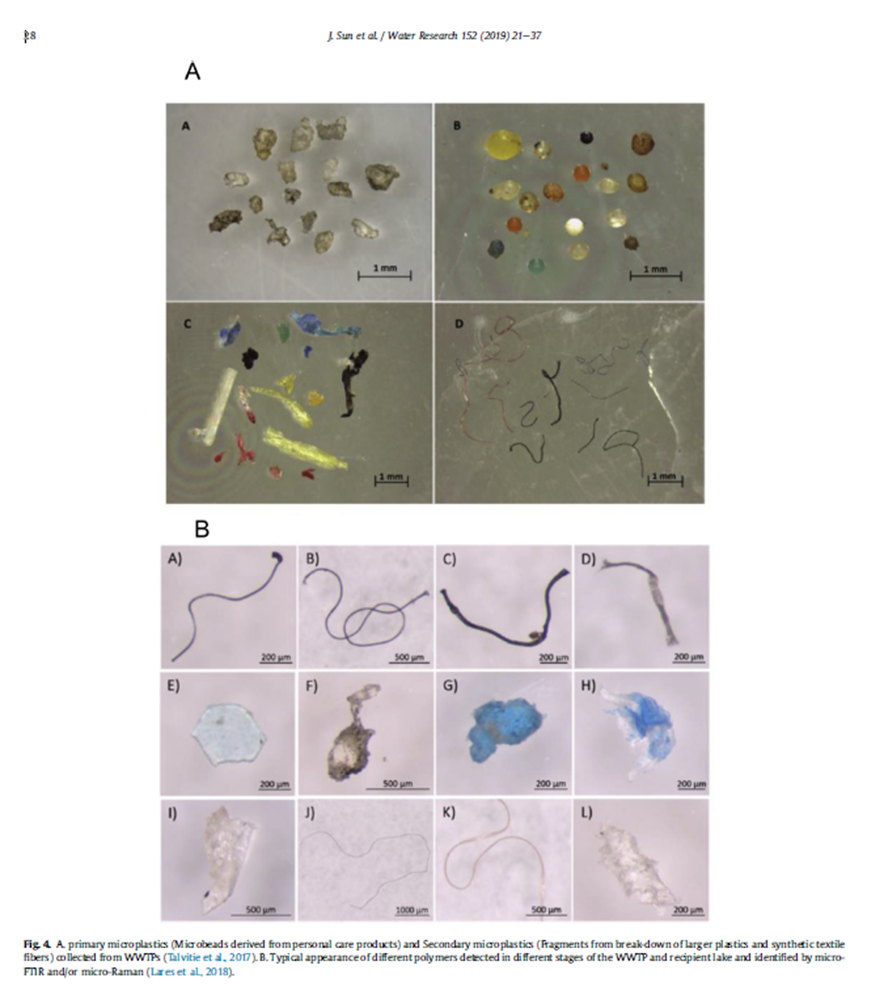 28
J. Sun et al. / Water Research 152 (2019) 21–37
A
A
B
1 mm
1 mm
C
D
1 mm
1 mm
B
A)
B)
C)
D)
200 µm
500 µm
200 µm
200 µm
E)
F)
G)
H)
200 µm
500 µm
200 µm
200 µm
I)
J)
K)
L)
500 µm
1000 µm
500 µm
200 µm
Fig. 4. A. primary microplastics (Microbeads derived from personal care products) and Secondary microplastics (Fragments from break-down of larger plastics and synthetic textile
fibers) collected from WWTPs (Talvitie et al., 2017). B. Typical appearance of different polymers detected in different stages of the WWTP and recipient lake and identified by micro-
FTIR and/or micro-Raman (Lares et al., 2018).